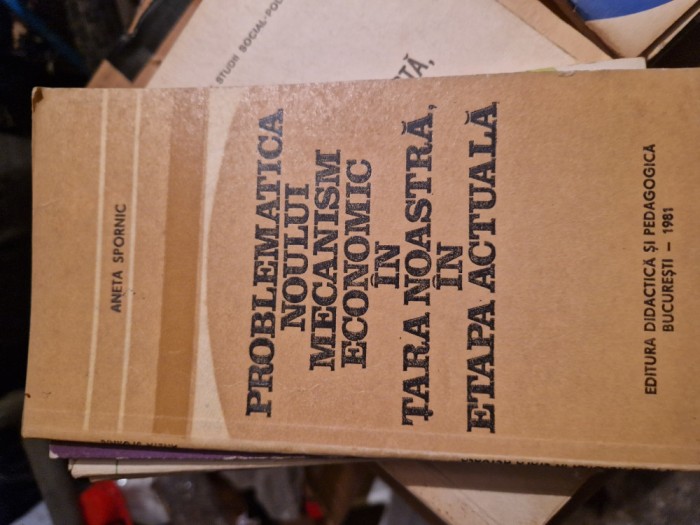 ANETA SPORNIC
PROBLEMATICA
NOULUI
MECANISM
ECONOMIC
ÎN
ȚARA NOASTRĂ,
ÎN
ETAPA ACTUALĂ
EDITURA DIDACTICĂ ȘI PEDAGOGICĂ
BUCUREȘTI — 1981
STUDII SOCIAL-POL